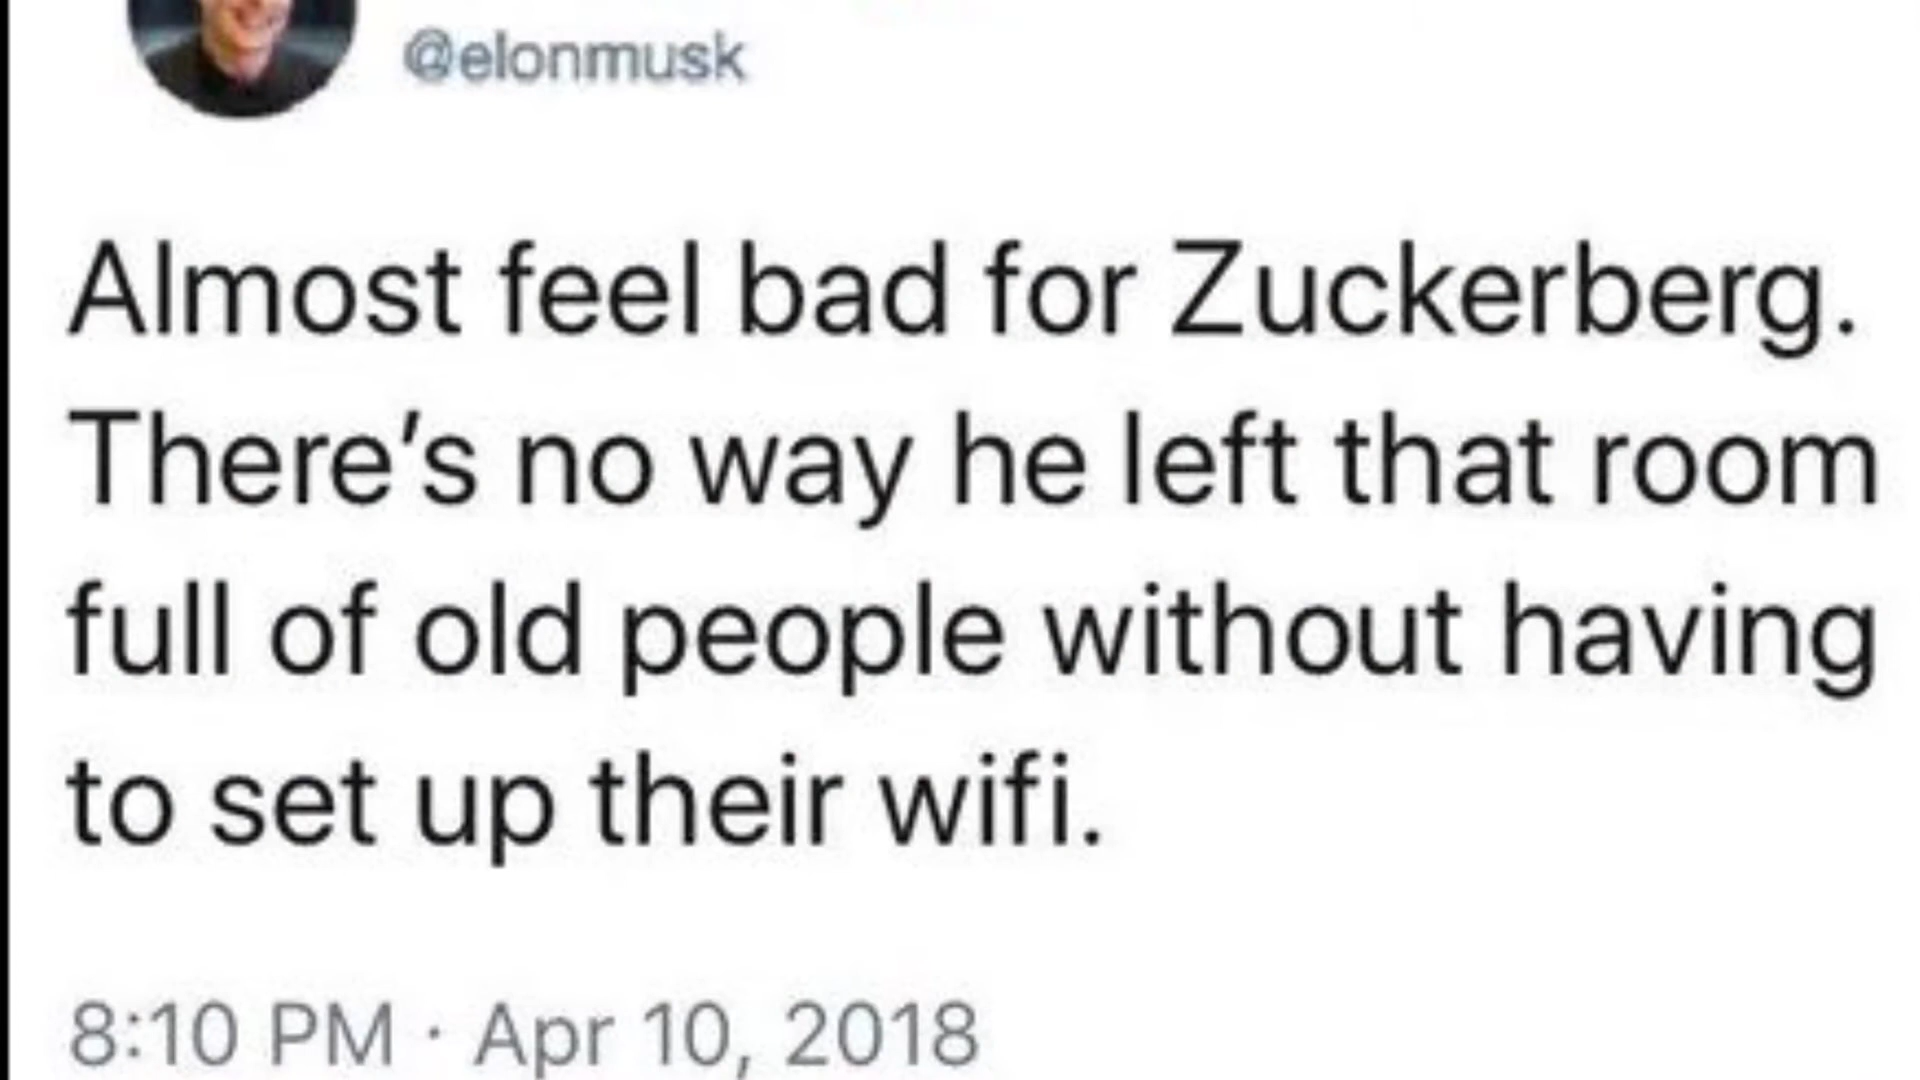 @elonmusk
Almost feel bad for Zuckerberg.
There's no way he left that room
full of old people without having
to set up their wifi.
8:10 PM · Apr 10, 2018